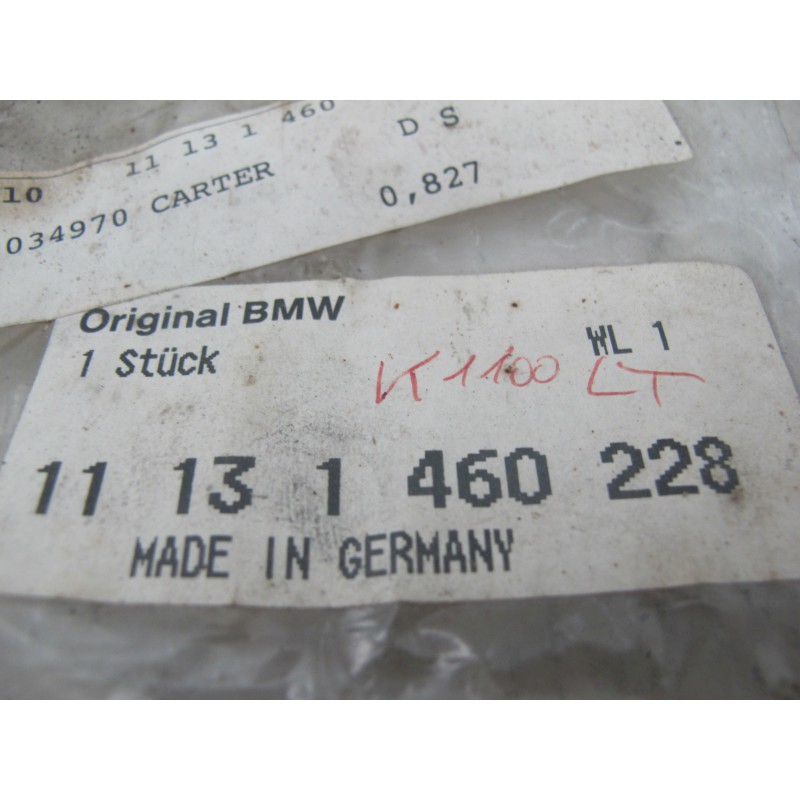 11 13 1 460
10
D S
034970 CARTER
0,827
Original BMW
1 Stück
WL 1
K1100 LT
11 13 1 460 228
MADE IN GERMANY